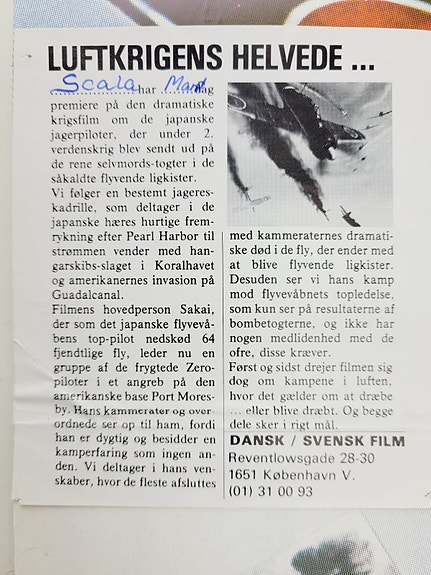 LUFTKRIGENS HELVEDE ...
Scala har Mandag
premiere på den dramatiske
krigsfilm om de japanske
jagerpiloter, der under 2.
verdenskrig blev sendt ud på
de rene selvmords-togter i de
såkaldte flyvende ligkister.
Vi følger en bestemt jageres-
kadrille, som deltager i de
japanske hæres hurtige frem-
rykning efter Pearl Harbor til
strømmen vender med han-
garskibs-slaget i Koralhavet
og amerikanernes invasion på
Guadalcanal.
Filmens hovedperson Sakai,
der som det japanske flyvevå-
bens top-pilot nedskød 64
fjendtlige fly, leder nu en
gruppe af de frygtede Zero-
piloter i et angreb på den
amerikanske base Port Mores-
by. Hans kammerater og over-
ordnede ser op til ham, fordi
han er dygtig og besidder en
kamperfaring som ingen an-
den. Vi deltager i hans ven-
skaber, hvor de fleste afsluttes
med kammeraternes dramati-
ske død i de fly, der ender med
at blive flyvende ligkister.
Desuden ser vi hans kamp
mod flyvevåbnets topledelse,
som kun ser på resultaterne af
bombetogterne, og ikke har
nogen medlidenhed med de
ofre, disse kræver.
Først og sidst drejer filmen sig
dog om kampene i luften,
hvor det gælder om at dræbe
... eller blive dræbt. Og begge
dele sker i rigt mål.
DANSK / SVENSK FILM
Reventlowsgade 28-30
1651 København V.
(01) 31 00 93